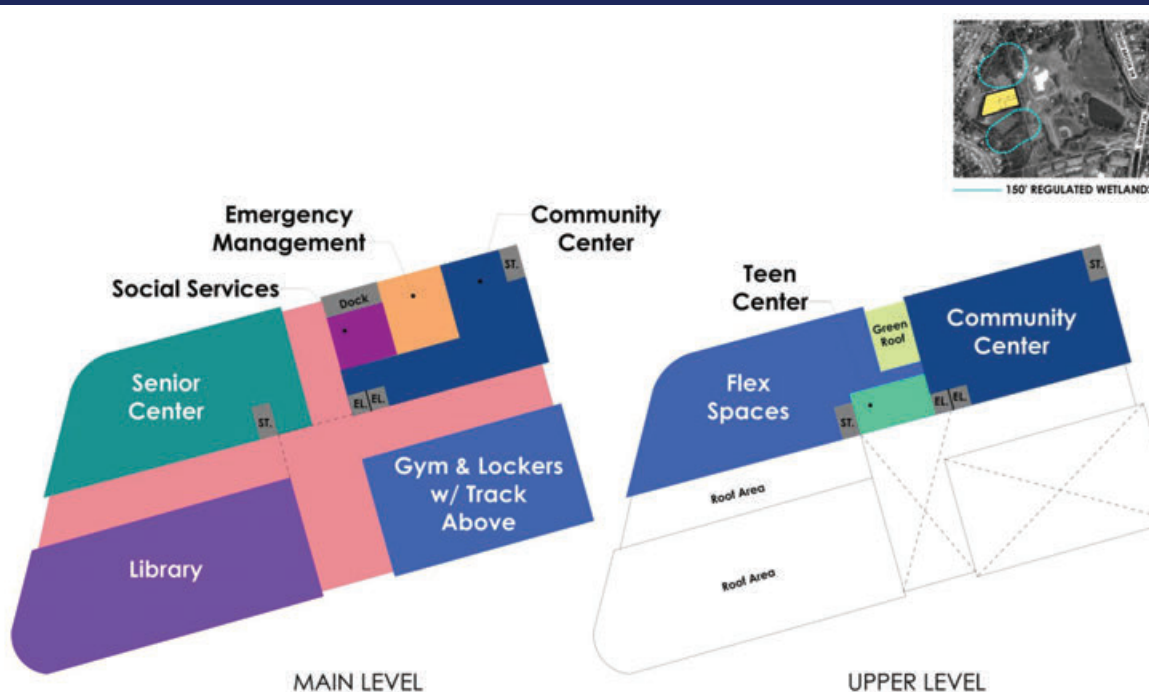 150' REGULATED WETLANDS
Emergency
Management
Community
Center
Social Services
Dock
ST.
Senior
Center
EL.
EL.
ST.
Gym & Lockers
w/ Track
Above
Library
MAIN LEVEL
Teen
Center
ST.
Green
Roof
Community
Center
Flex
Spaces
EL.
EL.
ST.
Roof Area
Roof Area
UPPER LEVEL